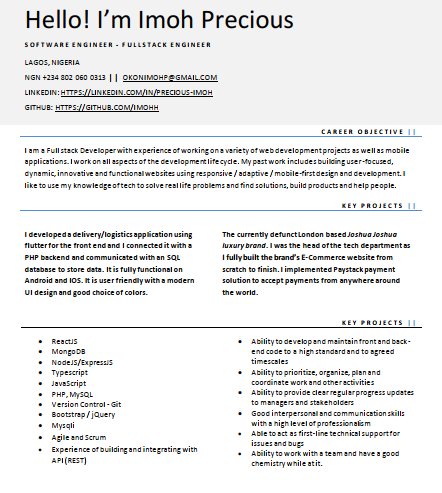 Hello! I'm Imoh Precious
SOFTWARE ENGINEER - FULLSTACK ENGINEER
LAGOS, NIGERIA
NGN +234 802 060 0313 || OKONIMOHP@GMAIL.COM
LINKEDIN: HTTPS://LINKEDIN.COM/IN/PRECIOUS-IMOH
GITHUB: HTTPS://GITHUB.COM/IMOHH
CAREER OBJECTIVE ||
I am a Full stack Developer with experience of working on a variety of web development projects as well as mobile
applications. I work on all aspects of the development life cycle. My past work includes building user-focused,
dynamic, innovative and functional websites using responsive / adaptive / mobile-first design and development. I
like to use my knowledge of tech to solve real life problems and find solutions, build products and help people.
KEY PROJECTS ||
I developed a delivery/logistics application using
flutter for the front end and I connected it with a
PHP backend and communicated with an SQL
database to store data. It is fully functional on
Android and IOS. It is user friendly with a modern
UI design and good choice of colors.
The currently defunct London based Joshua Joshua
luxury brand. I was the head of the tech department as
I fully built the brand's E-Commerce website from
scratch to finish. I implemented Paystack payment
solution to accept payments from anywhere around
the world.
KEY PROJECTS ||
• ReactJS
• MongoDB
• NodeJS/ExpressJS
• Typescript
• JavaScript
• PHP, MySQL
• Version Control - Git
• Bootstrap / jQuery
• Mysqli
• Agile and Scrum
• Experience of building and integrating with
API (REST)
• Ability to develop and maintain front and back-
end code to a high standard and to agreed
timescales
• Ability to prioritize, organize, plan and
coordinate work and other activities
• Ability to provide clear regular progress updates
to managers and stakeholders
• Good interpersonal and communication skills
with a high level of professionalism
• Able to act as first-line technical support for
issues and bugs
• Ability to work with a team and have a good
chemistry while at it.